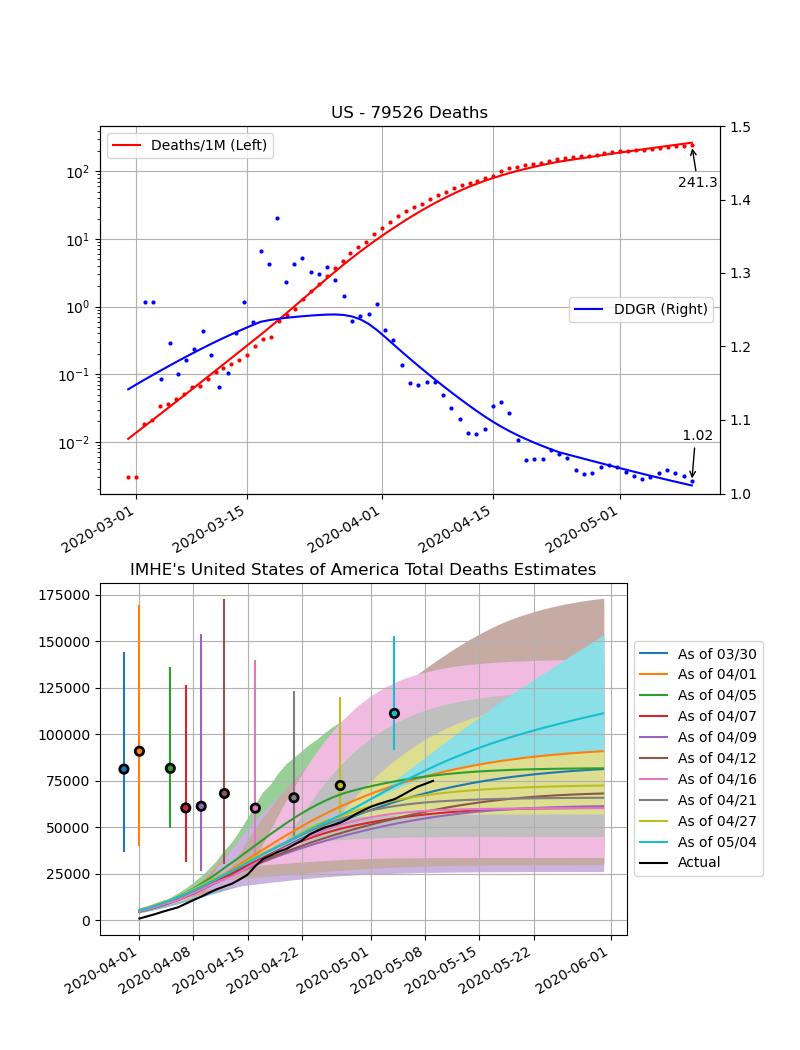 US - 79526 Deaths
Deaths/1M (Left)
DDGR (Right)
241.3
1.02
10²
10¹
10⁰
10⁻¹
10⁻²
1.5
1.4
1.3
1.2
1.1
1.0
2020-03-01
2020-03-15
2020-04-01
2020-04-15
2020-05-01
IMHE's United States of America Total Deaths Estimates
175000
150000
125000
100000
75000
50000
25000
0
2020-04-01
2020-04-08
2020-04-15
2020-04-22
2020-05-01
2020-05-08
2020-05-15
2020-05-22
2020-06-01
As of 03/30
As of 04/01
As of 04/05
As of 04/07
As of 04/09
As of 04/12
As of 04/16
As of 04/21
As of 04/27
As of 05/04
Actual